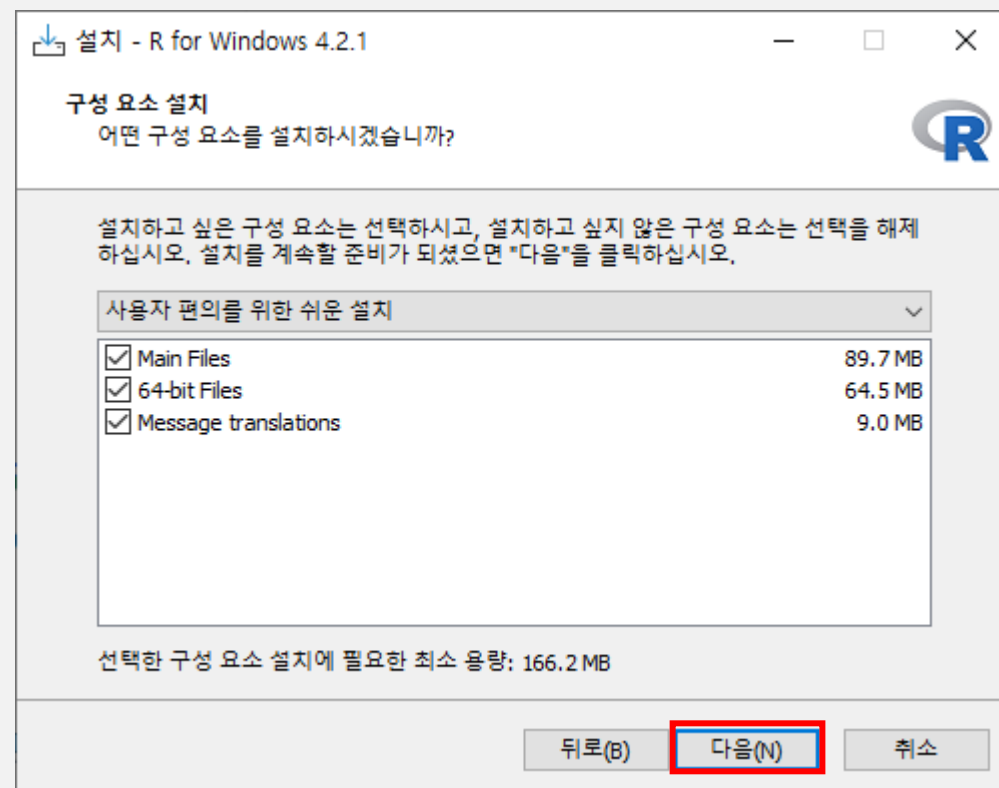 설치 - R for Windows 4.2.1
구성 요소 설치
어떤 구성 요소를 설치하시겠습니까?
R
설치하고 싶은 구성 요소는 선택하시고, 설치하고 싶지 않은 구성 요소는 선택을 해제
하십시오. 설치를 계속할 준비가 되셨으면 "다음"을 클릭하십시오.
사용자 편의를 위한 쉬운 설치
Main Files 89.7 MB
64-bit Files 64.5 MB
Message translations 9.0 MB
선택한 구성 요소 설치에 필요한 최소 용량: 166.2 MB
뒤로(B) 다음(N) 취소